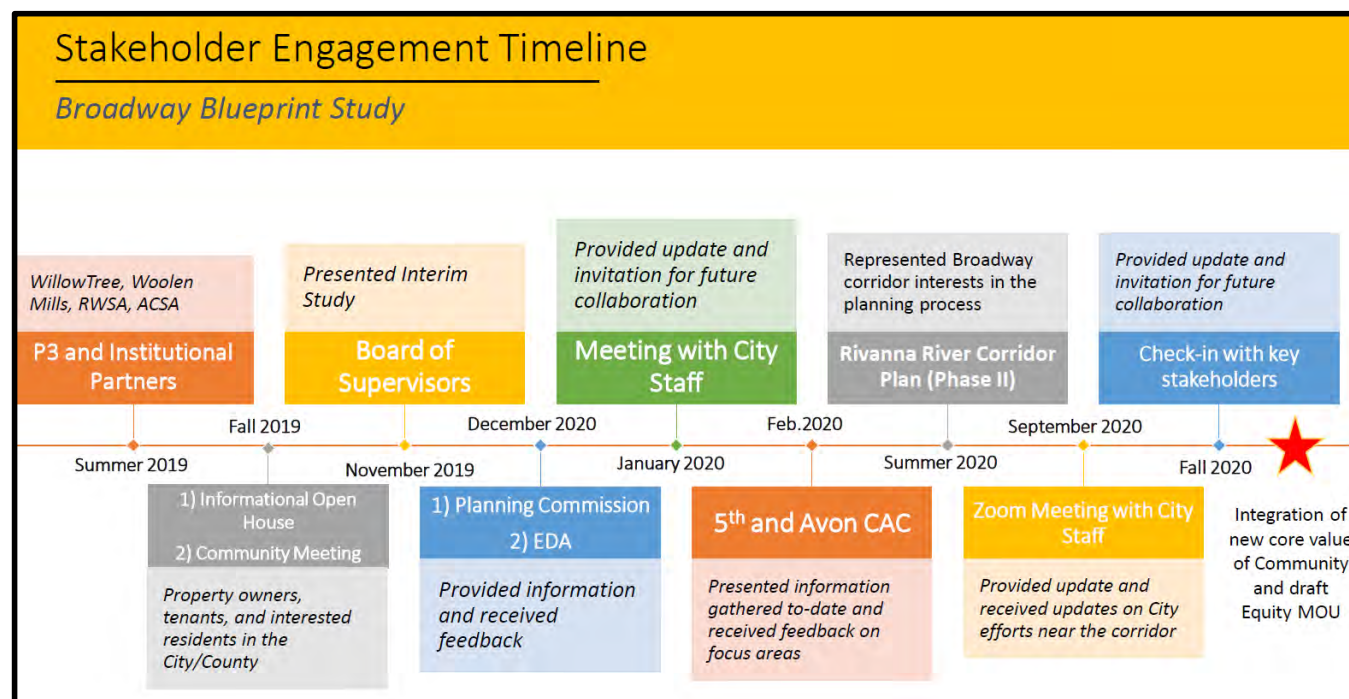 Stakeholder Engagement Timeline
Broadway Blueprint Study
WillowTree, Woolen
Mills, RWSA, ACSA
P3 and Institutional
Partners
Summer 2019
Fall 2019
1) Informational Open
House
2) Community Meeting
Property owners,
tenants, and interested
residents in the
City/County
Presented Interim
Study
Board of
Supervisors
November 2019
December 2020
1) Planning Commission
2) EDA
Provided information
and received
feedback
Provided update and
invitation for future
collaboration
Meeting with City
Staff
January 2020
Feb.2020
5th and Avon CAC
Presented information
gathered to-date and
received feedback on
focus areas
Represented Broadway
corridor interests in the
planning process
Rivanna River Corridor
Plan (Phase II)
Summer 2020
September 2020
Zoom Meeting with City
Staff
Provided update and
received updates on City
efforts near the corridor
Provided update and
invitation for future
collaboration
Check-in with key
stakeholders
Fall 2020
Integration of
new core value
of Community
and draft
Equity MOU